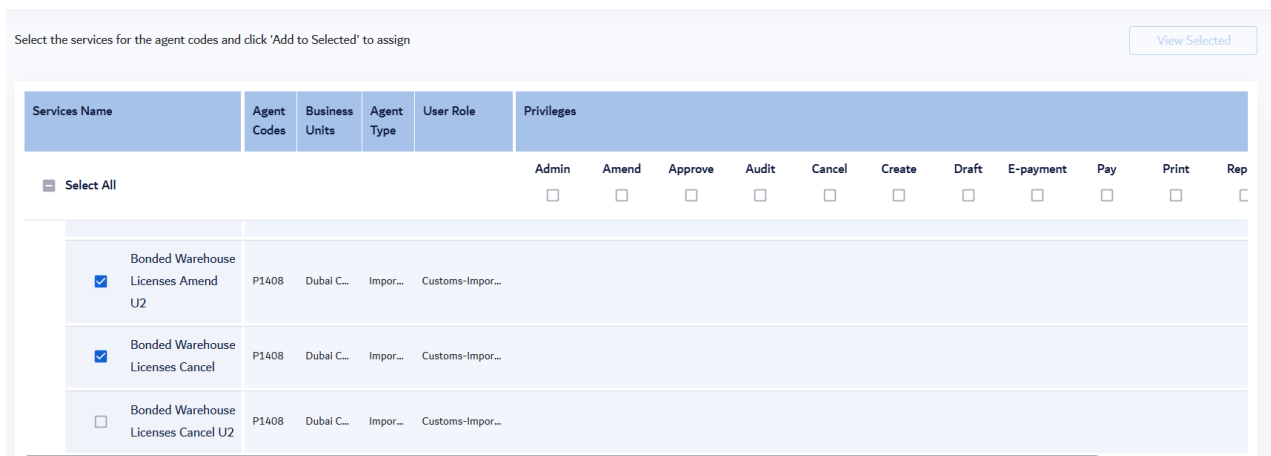 Select the services for the agent codes and click 'Add to Selected' to assign
View Selected
Services Name
Agent Codes
Business Units
Agent Type
User Role
Privileges
Select All
Admin
Amend
Approve
Audit
Cancel
Create
Draft
E-payment
Pay
Print
Rep
Bonded Warehouse
Licenses Amend
U2
P1408
Dubai C...
Impor...
Customs-Impor...
Bonded Warehouse
Licenses Cancel
P1408
Dubai C...
Impor...
Customs-Impor...
Bonded Warehouse
Licenses Cancel U2
P1408
Dubai C...
Impor...
Customs-Impor...